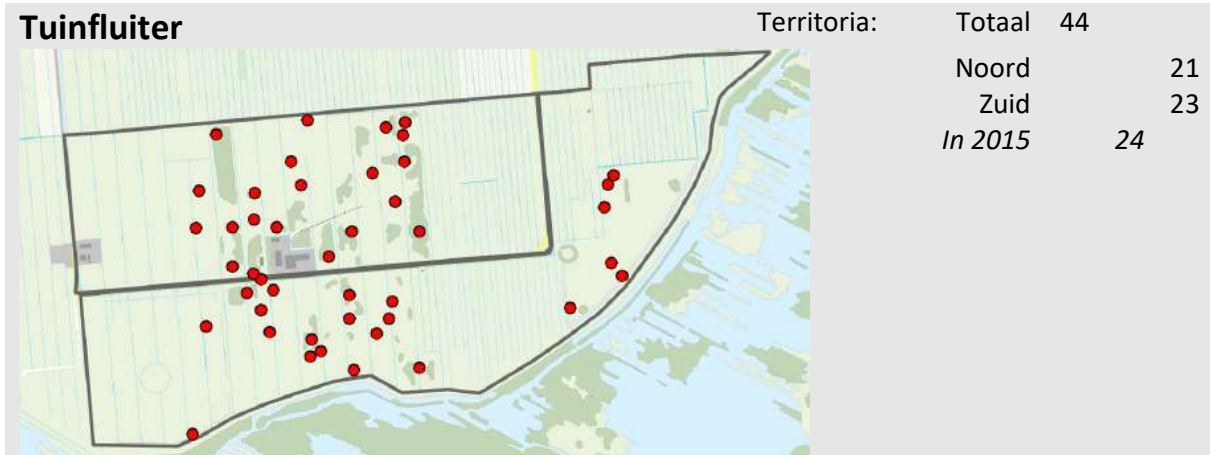 Tuinfluiter
Territoria: Totaal 44
Noord 21
Zuid 23
In 2015 24